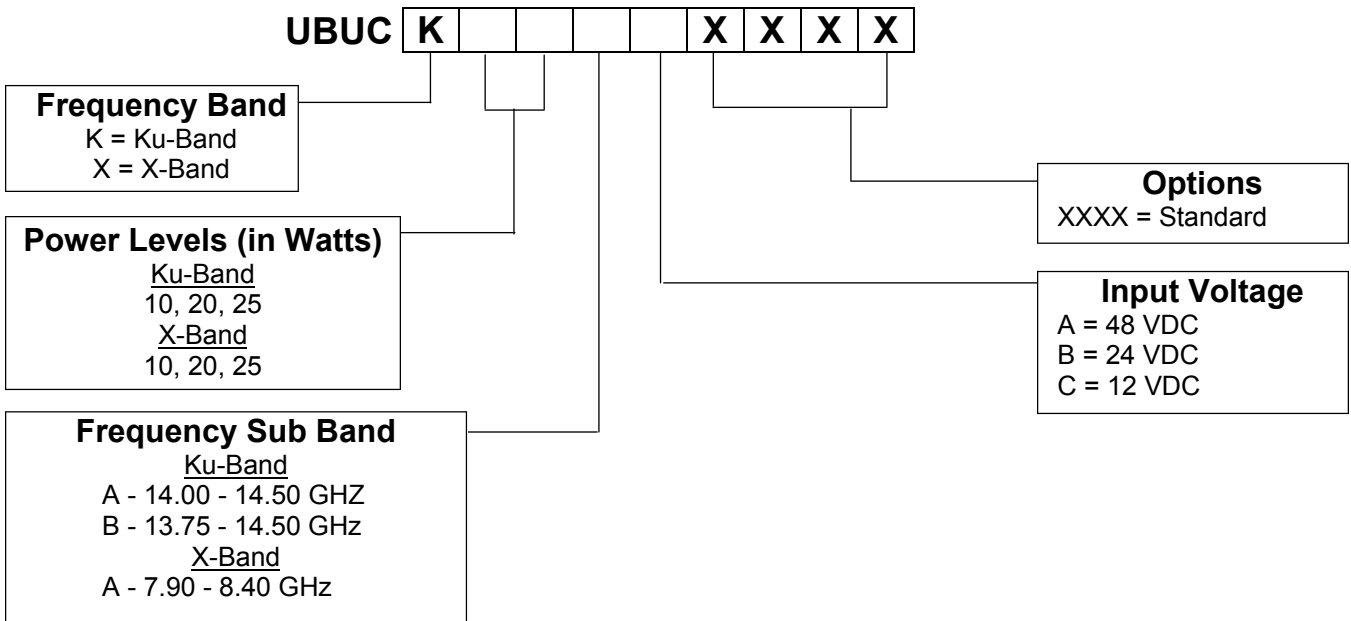 UBUC K X X X X
Frequency Band
K = Ku-Band
X = X-Band
Power Levels (in Watts)
Ku-Band
10, 20, 25
X-Band
10, 20, 25
Frequency Sub Band
Ku-Band
A - 14.00 - 14.50 GHZ
B - 13.75 - 14.50 GHz
X-Band
A - 7.90 - 8.40 GHz
Options
XXXX = Standard
Input Voltage
A = 48 VDC
B = 24 VDC
C = 12 VDC